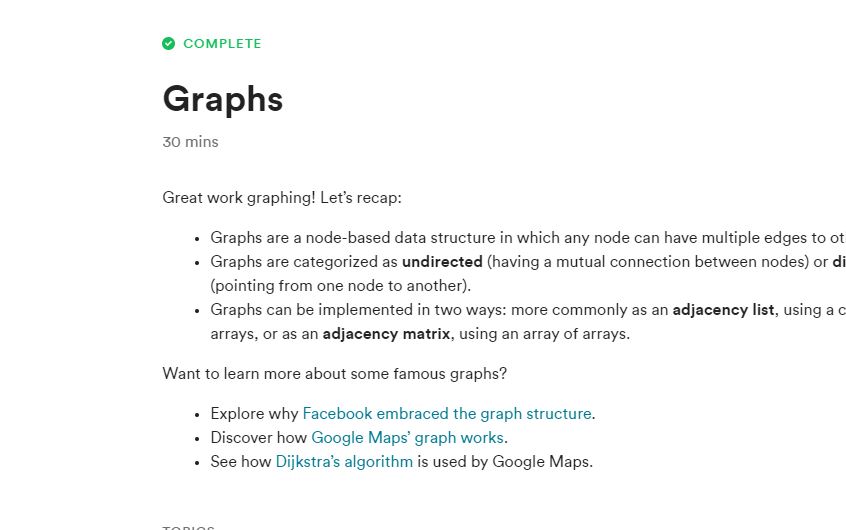 COMPLETE
Graphs
30 mins
Great work graphing! Let’s recap:
• Graphs are a node-based data structure in which any node can have multiple edges to ot
• Graphs are categorized as undirected (having a mutual connection between nodes) or di
(pointing from one node to another).
• Graphs can be implemented in two ways: more commonly as an adjacency list, using a c
arrays, or as an adjacency matrix, using an array of arrays.
Want to learn more about some famous graphs?
• Explore why Facebook embraced the graph structure.
• Discover how Google Maps’ graph works.
• See how Dijkstra’s algorithm is used by Google Maps.
TOPICS